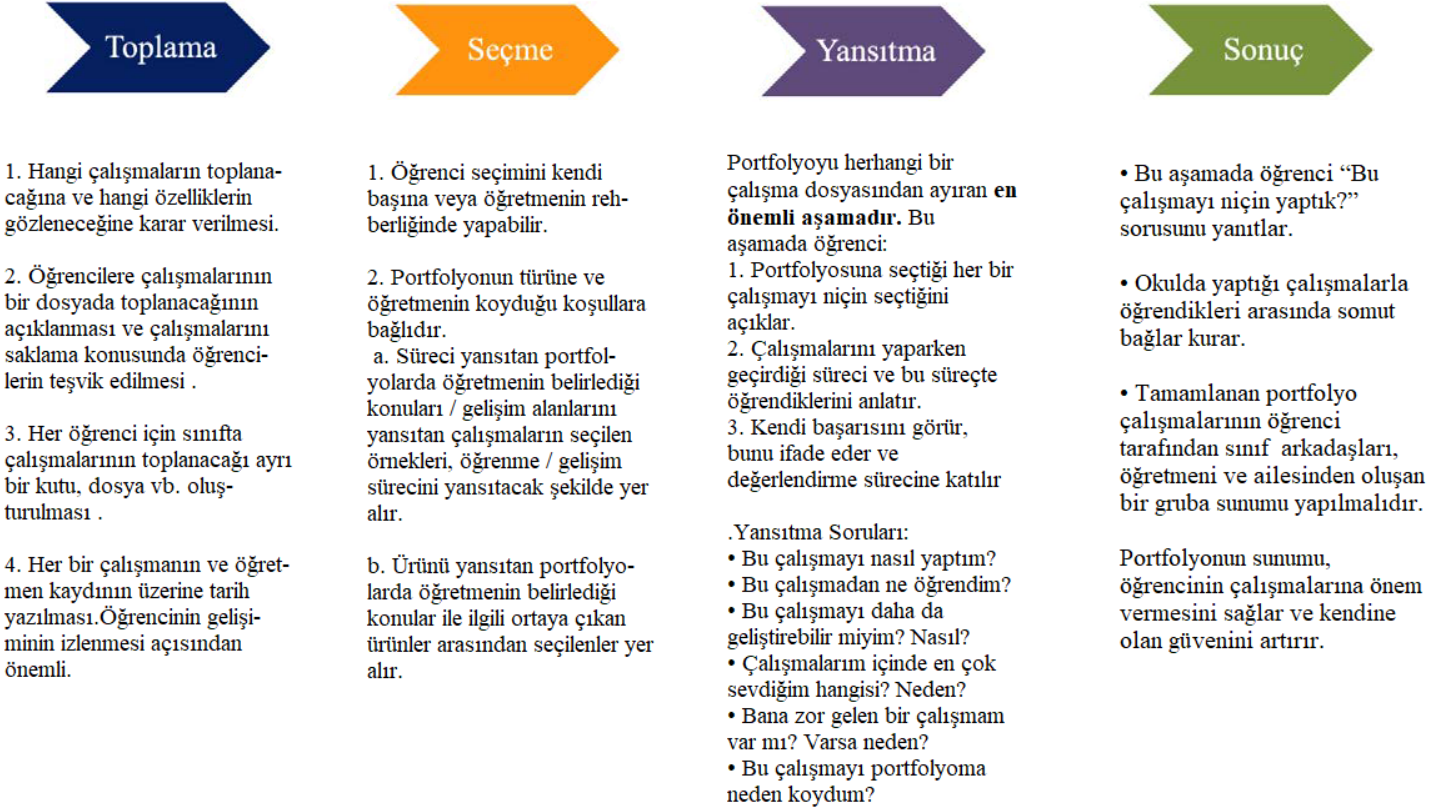 Toplama
1. Hangi çalışmaların toplana-
cağına ve hangi özelliklerin
gözleneceğine karar verilmesi.
2. Öğrencilere çalışmalarının
bir dosyada toplanacağının
açıklanması ve çalışmalarını
saklama konusunda öğrenci-
lerin teşvik edilmesi .
3. Her öğrenci için sınıfta
çalışmalarının toplanacağı ayrı
bir kutu, dosya vb. oluş-
turulması .
4. Her bir çalışmanın ve öğret-
men kaydının üzerine tarih
yazılması.Öğrencinin gelişi-
minin izlenmesi açısından
önemli.
Seçme
1. Öğrenci seçimini kendi
başına veya öğretmenin reh-
berliğinde yapabilir.
2. Portfolyonun türüne ve
öğretmenin koyduğu koşullara
bağlıdır.
a. Süreci yansıtan portfol-
yolarda öğretmenin belirlediği
konuları / gelişim alanlarını
yansıtan çalışmaların seçilen
örnekleri, öğrenme / gelişim
sürecini yansıtacak şekilde yer
alır.
b. Ürünü yansıtan portfolyo-
larda öğretmenin belirlediği
konular ile ilgili ortaya çıkan
ürünler arasından seçilenler yer
alır.
Yansıtma
Portfolyoyu herhangi bir
çalışma dosyasından ayıran en
önemli aşamadır. Bu
aşamada öğrenci:
1. Portfolyosuna seçtiği her bir
çalışmayı niçin seçtiğini
açıklar.
2. Çalışmalarını yaparken
geçirdiği süreci ve bu süreçte
öğrendiklerini anlatır.
3. Kendi başarısını görür,
bunu ifade eder ve
değerlendirme sürecine katılır
.Yansıtma Soruları:
• Bu çalışmayı nasıl yaptım?
• Bu çalışmadan ne öğrendim?
• Bu çalışmayı daha da
geliştirebilir miyim? Nasıl?
• Çalışmalarım içinde en çok
sevdiğim hangisi? Neden?
• Bana zor gelen bir çalışmam
var mı? Varsa neden?
• Bu çalışmayı portfolyoma
neden koydum?
Sonuç
• Bu aşamada öğrenci “Bu
çalışmayı niçin yaptık?”
sorusunu yanıtlar.
• Okulda yaptığı çalışmalarla
öğrendikleri arasında somut
bağlar kurar.
• Tamamlanan portfolyo
çalışmalarının öğrenci
tarafından sınıf arkadaşları,
öğretmeni ve ailesinden oluşan
bir gruba sunumu yapılmalıdır.
Portfolyonun sunumu,
öğrencinin çalışmalarına önem
vermesini sağlar ve kendine
olan güvenini artırır.